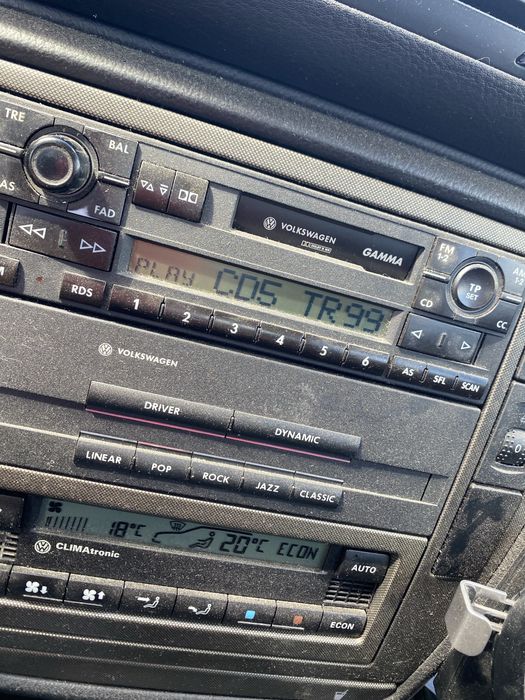 TRE
BAL
AS
FAD
VOLKSWAGEN
GAMMA
FM
1·2
TP
SET
CD
CC
PLAY CD5 TR99
RDS
1 2 3 4 5 6
AS SFL SCAN
VOLKSWAGEN
DRIVER DYNAMIC
LINEAR POP ROCK JAZZ CLASSIC
18°C 20°C ECON
CLIMAtronic
AUTO
ECON